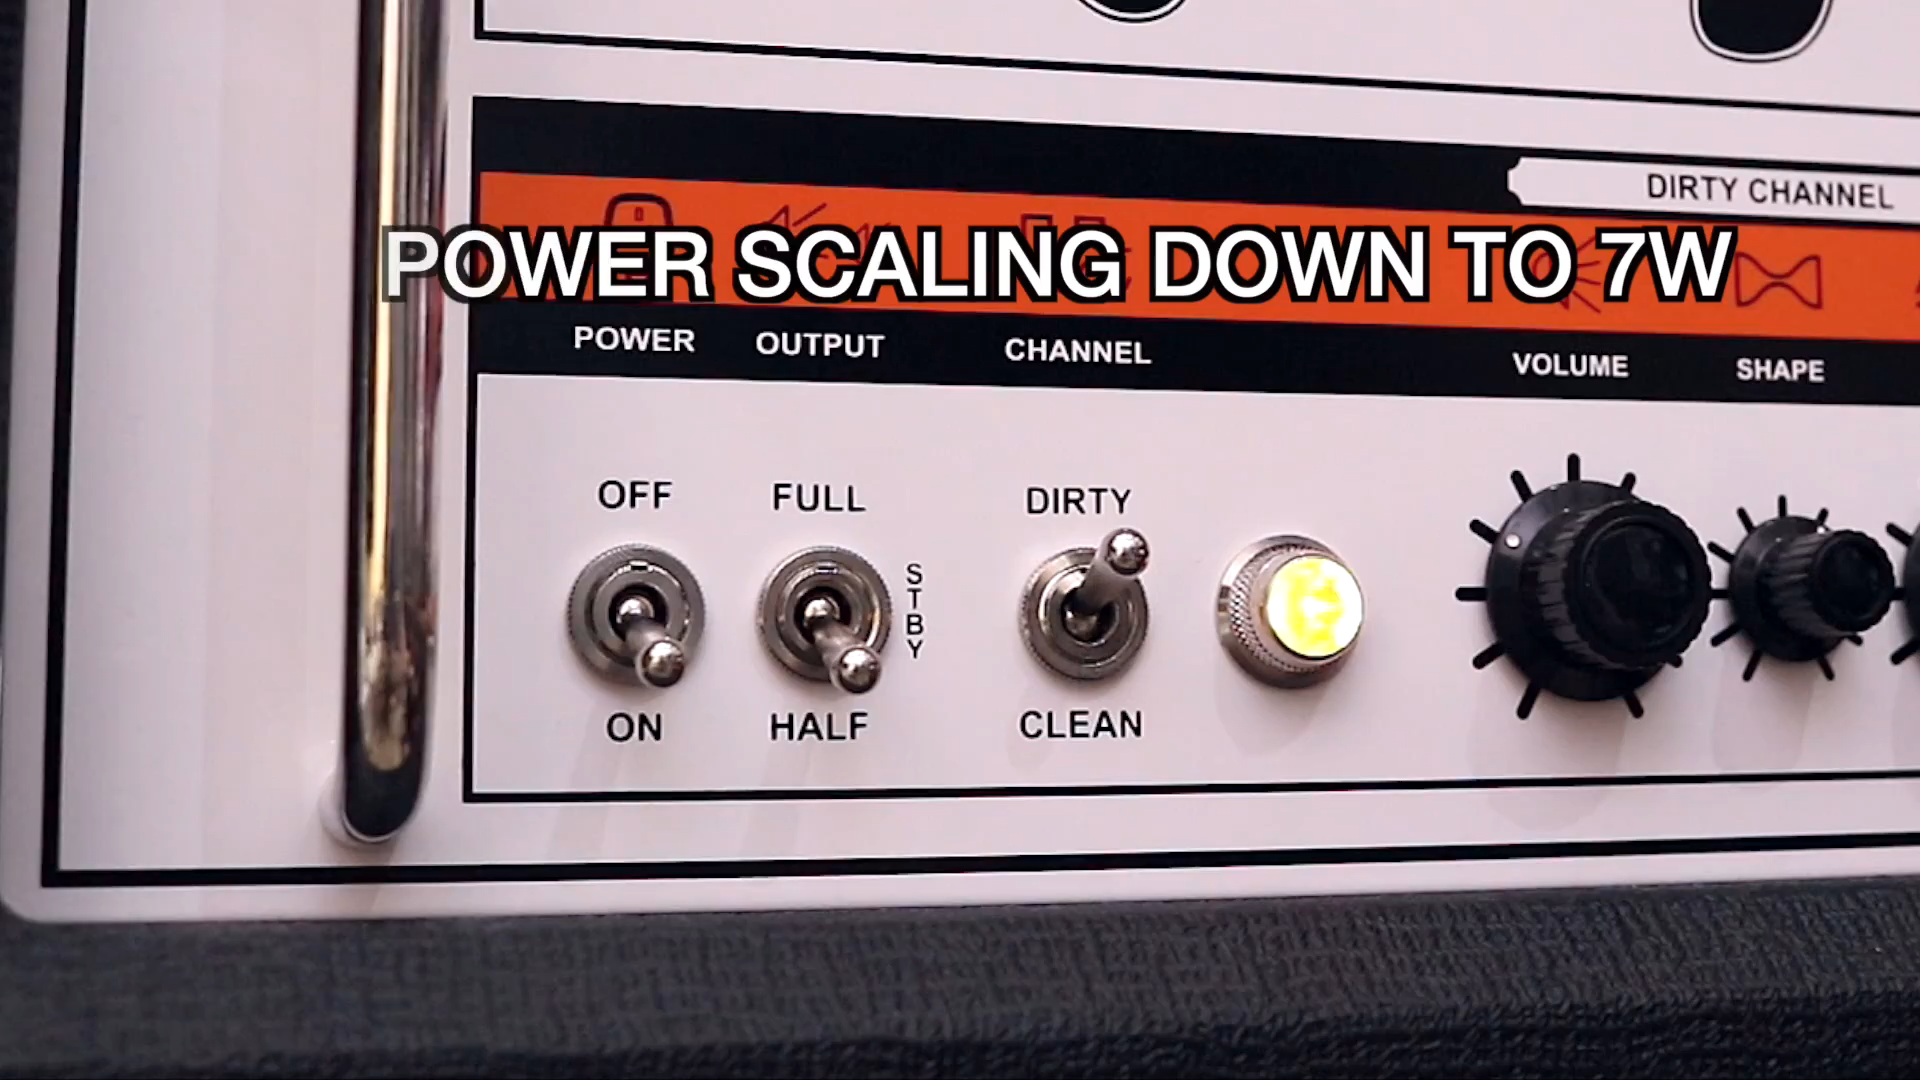 DIRTY CHANNEL
POWER SCALING DOWN TO 7W
POWER OUTPUT CHANNEL VOLUME SHAPE
OFF FULL DIRTY
STBY
ON HALF CLEAN